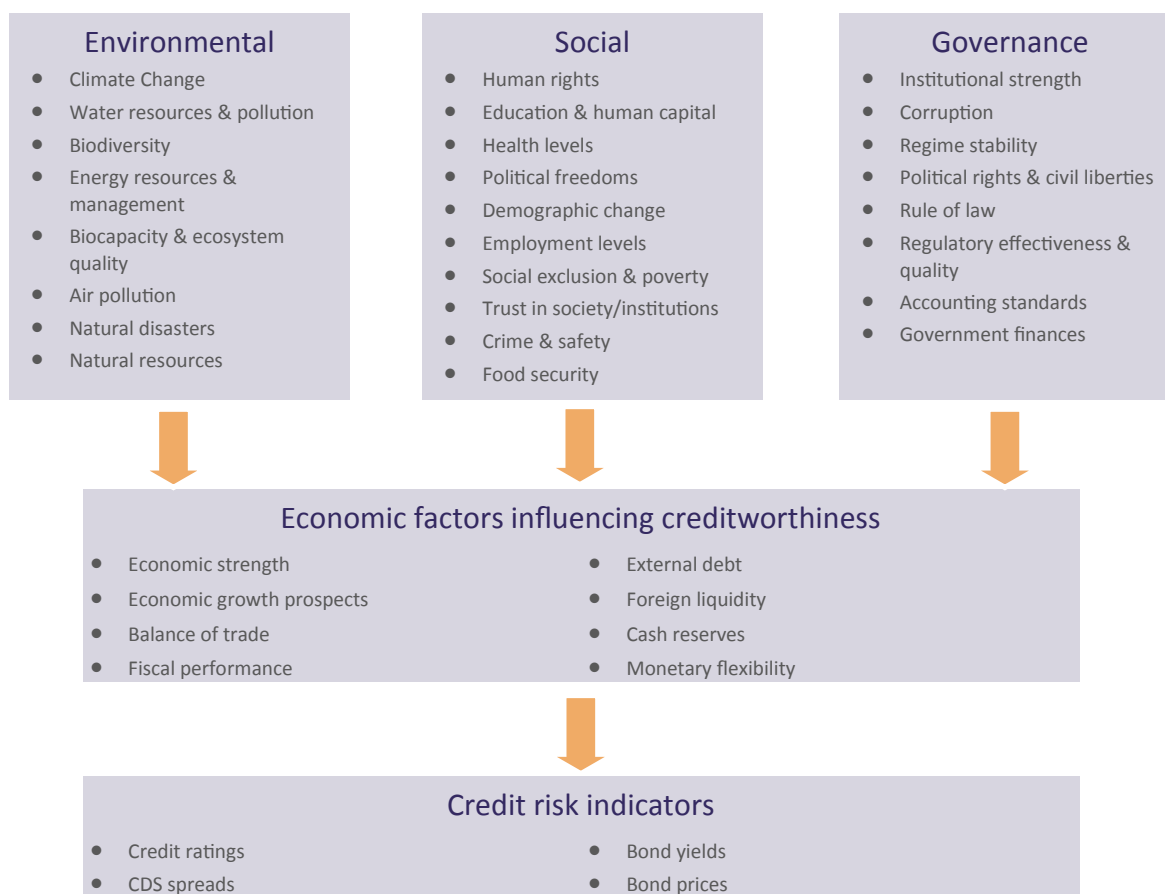 Environmental
• Climate Change
• Water resources & pollution
• Biodiversity
• Energy resources &
management
• Biocapacity & ecosystem
quality
• Air pollution
• Natural disasters
• Natural resources
Social
• Human rights
• Education & human capital
• Health levels
• Political freedoms
• Demographic change
• Employment levels
• Social exclusion & poverty
• Trust in society/institutions
• Crime & safety
• Food security
Governance
• Institutional strength
• Corruption
• Regime stability
• Political rights & civil liberties
• Rule of law
• Regulatory effectiveness &
quality
• Accounting standards
• Government finances
Economic factors influencing creditworthiness
• Economic strength
• Economic growth prospects
• Balance of trade
• Fiscal performance
• External debt
• Foreign liquidity
• Cash reserves
• Monetary flexibility
Credit risk indicators
• Credit ratings
• CDS spreads
• Bond yields
• Bond prices